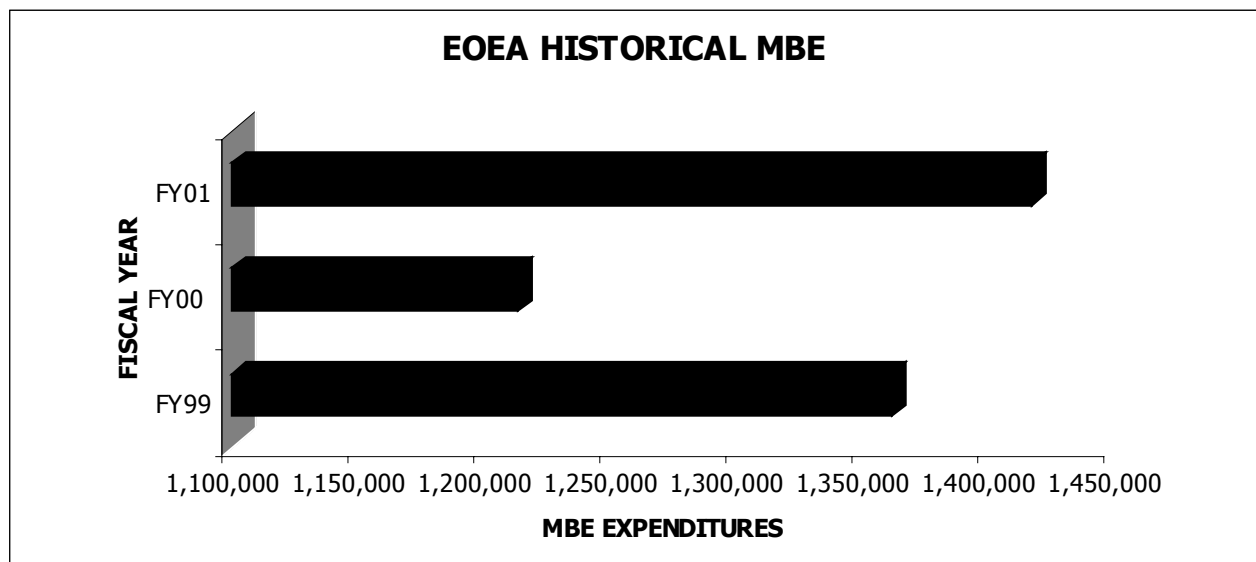 EOEA HISTORICAL MBE
FISCAL YEAR
FY01
FY00
FY99
1,100,000 1,150,000 1,200,000 1,250,000 1,300,000 1,350,000 1,400,000 1,450,000
MBE EXPENDITURES